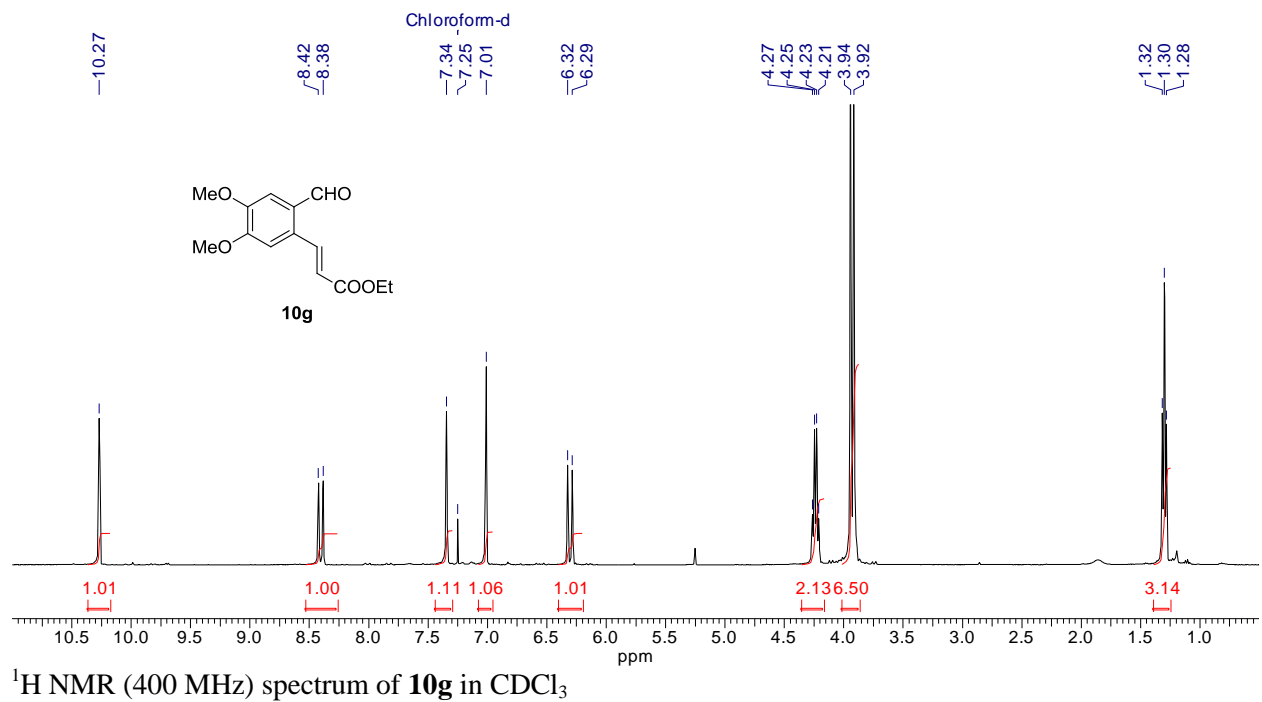 Chloroform-d
10.27
8.42
8.38
7.34
7.25
7.01
6.32
6.29
4.27
4.25
4.23
4.21
3.94
3.92
1.32
1.30
1.28
MeO
CHO
MeO
COOEt
10g
1.01
1.00
1.11
1.06
1.01
2.13
6.50
3.14
10.5 10.0 9.5 9.0 8.5 8.0 7.5 7.0 6.5 6.0 5.5 5.0 4.5 4.0 3.5 3.0 2.5 2.0 1.5 1.0
ppm
¹H NMR (400 MHz) spectrum of 10g in CDCl₃